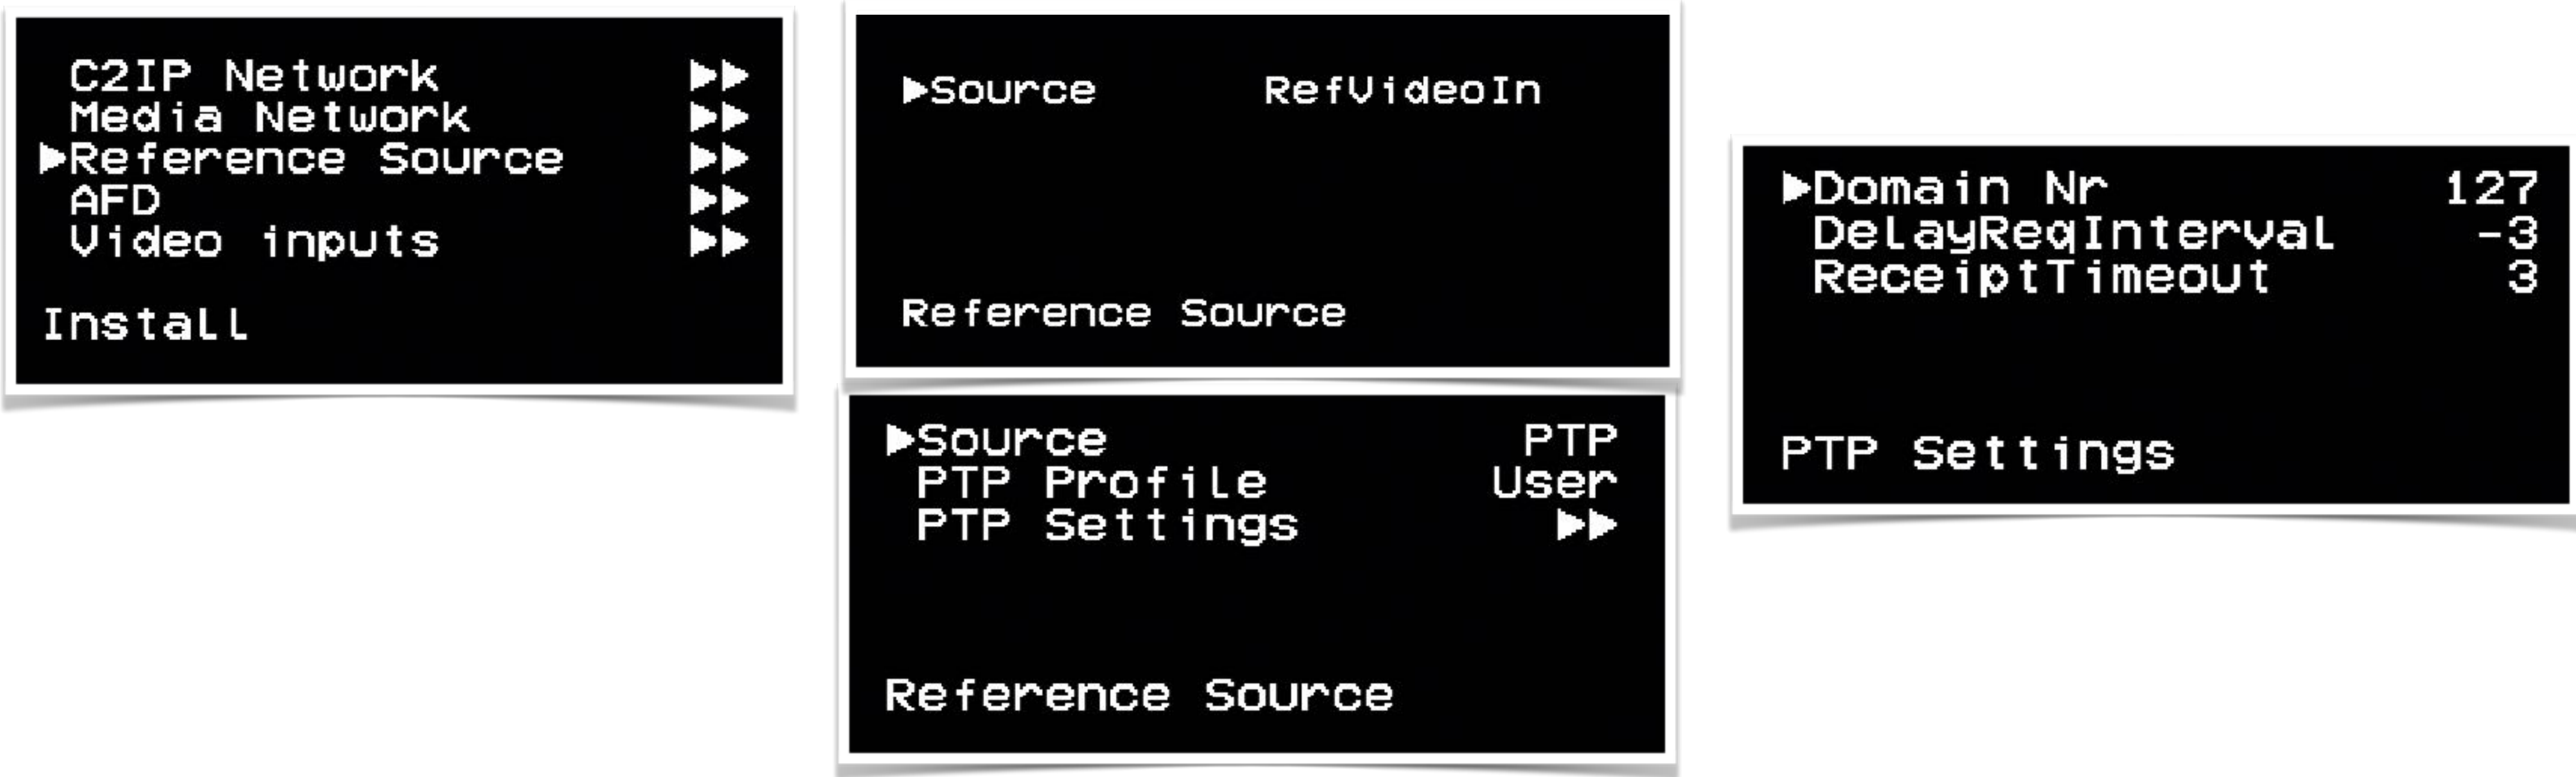 C2IP Network ▶▶
Media Network ▶▶
▶Reference Source ▶▶
AFD ▶▶
Video inputs ▶▶
Install
▶Source RefVideoIn
Reference Source
▶Source PTP
PTP Profile User
PTP Settings ▶▶
Reference Source
▶Domain Nr 127
DelayReqInterval -3
ReceiptTimeout 3
PTP Settings